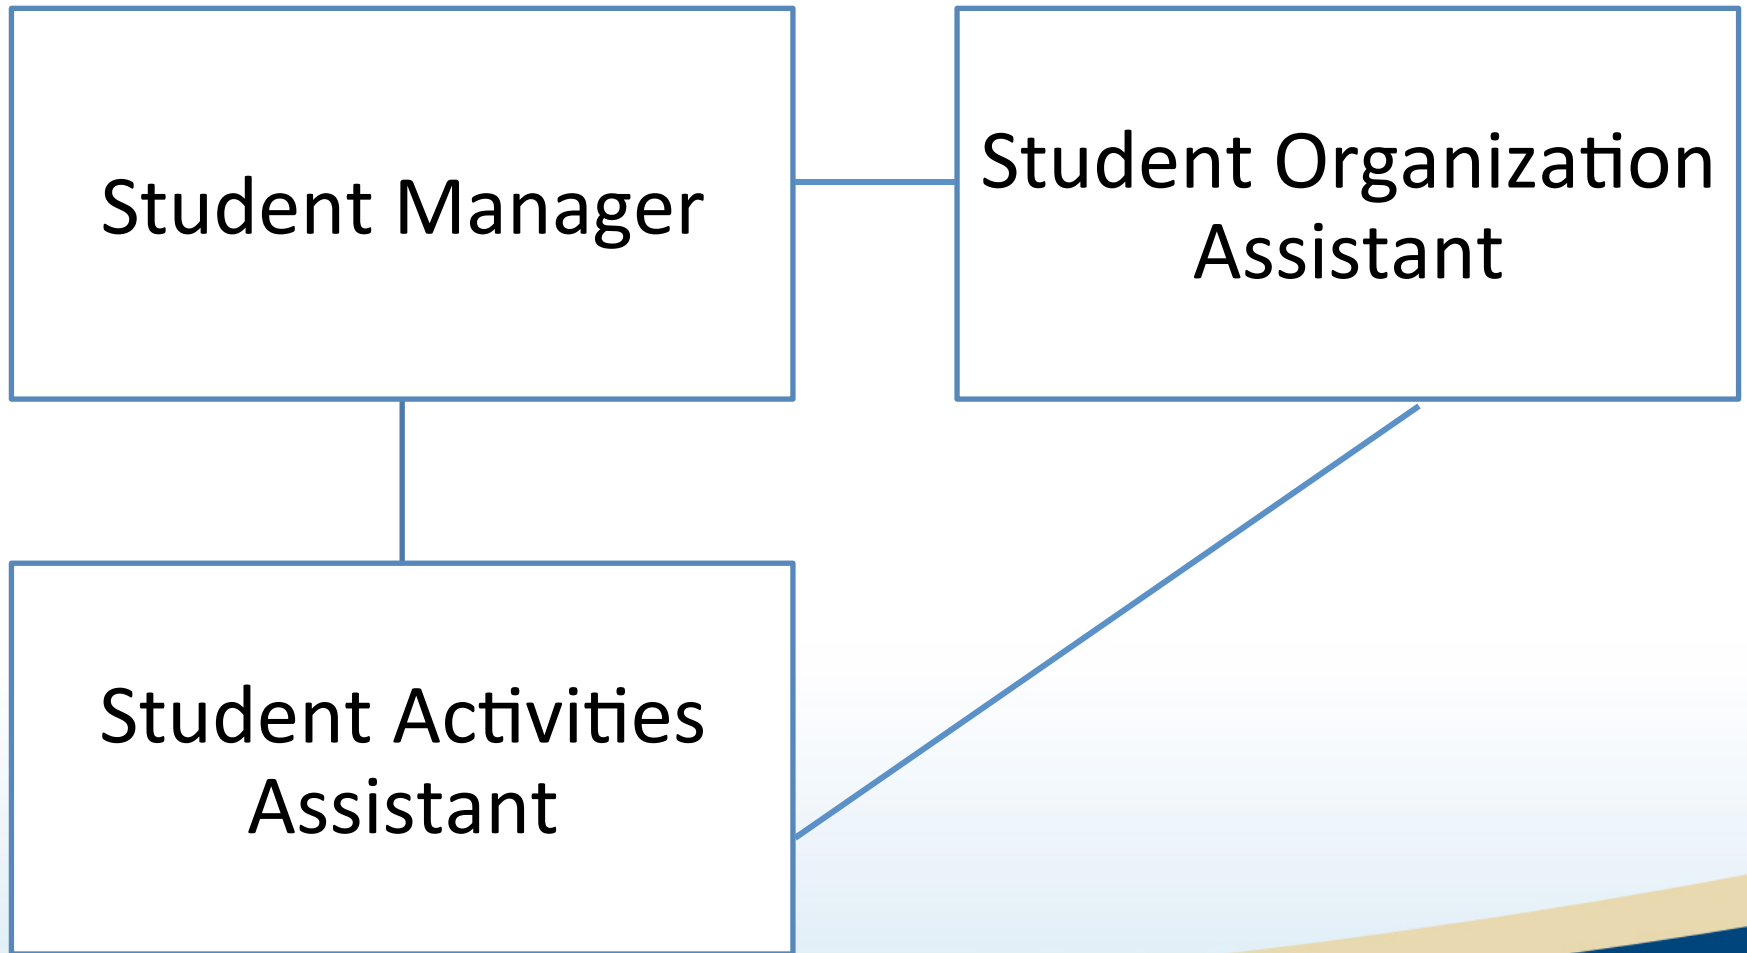 Student Manager
Student Organization
Assistant
Student Activities
Assistant